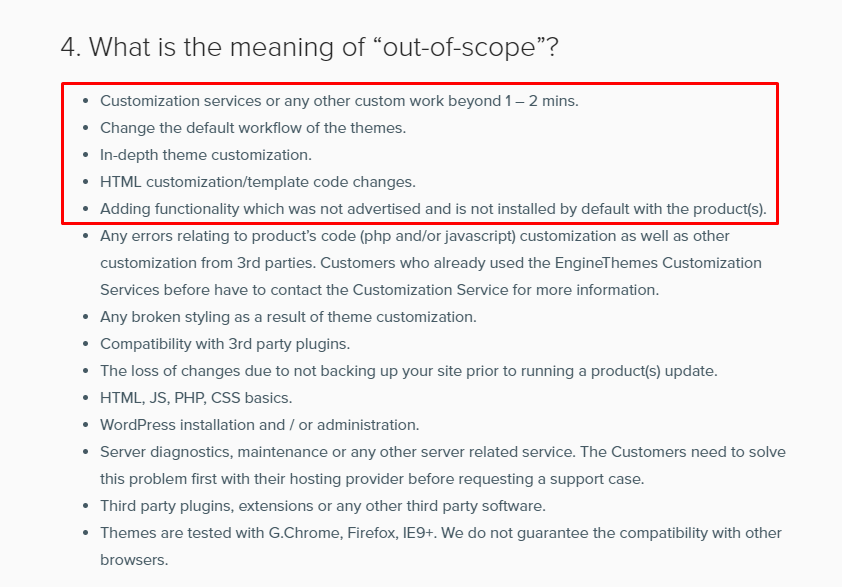 4. What is the meaning of “out-of-scope”?
• Customization services or any other custom work beyond 1 – 2 mins.
• Change the default workflow of the themes.
• In-depth theme customization.
• HTML customization/template code changes.
• Adding functionality which was not advertised and is not installed by default with the product(s).
• Any errors relating to product’s code (php and/or javascript) customization as well as other
customization from 3rd parties. Customers who already used the EngineThemes Customization
Services before have to contact the Customization Service for more information.
• Any broken styling as a result of theme customization.
• Compatibility with 3rd party plugins.
• The loss of changes due to not backing up your site prior to running a product(s) update.
• HTML, JS, PHP, CSS basics.
• WordPress installation and / or administration.
• Server diagnostics, maintenance or any other server related service. The Customers need to solve
this problem first with their hosting provider before requesting a support case.
• Third party plugins, extensions or any other third party software.
• Themes are tested with G.Chrome, Firefox, IE9+. We do not guarantee the compatibility with other
browsers.